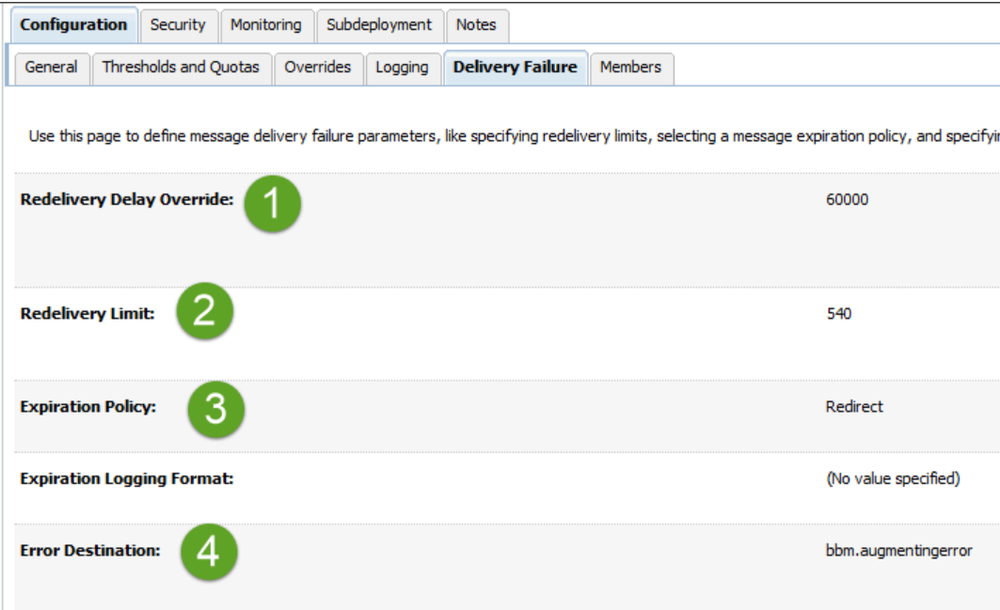 Configuration Security Monitoring Subdeployment Notes
General Thresholds and Quotas Overrides Logging Delivery Failure Members
Use this page to define message delivery failure parameters, like specifying redelivery limits, selecting a message expiration policy, and
Redelivery Delay Override: 1 60000
Redelivery Limit: 2 540
Expiration Policy: 3 Redirect
Expiration Logging Format: (No value specified)
Error Destination: 4 bbm.augmentingerror